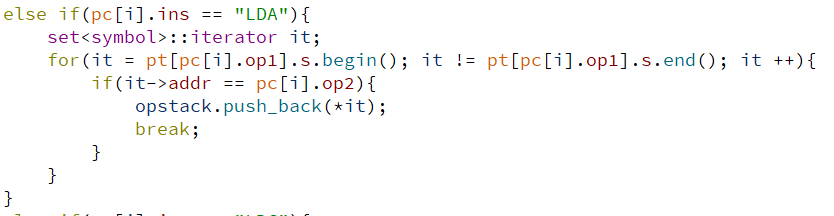 else if(pc[i].ins == "LDA"){
    set<symbol>::iterator it;
    for(it = pt[pc[i].op1].s.begin(); it != pt[pc[i].op1].s.end(); it ++){
        if(it->addr == pc[i].op2){
            opstack.push_back(*it);
            break;
        }
    }
}